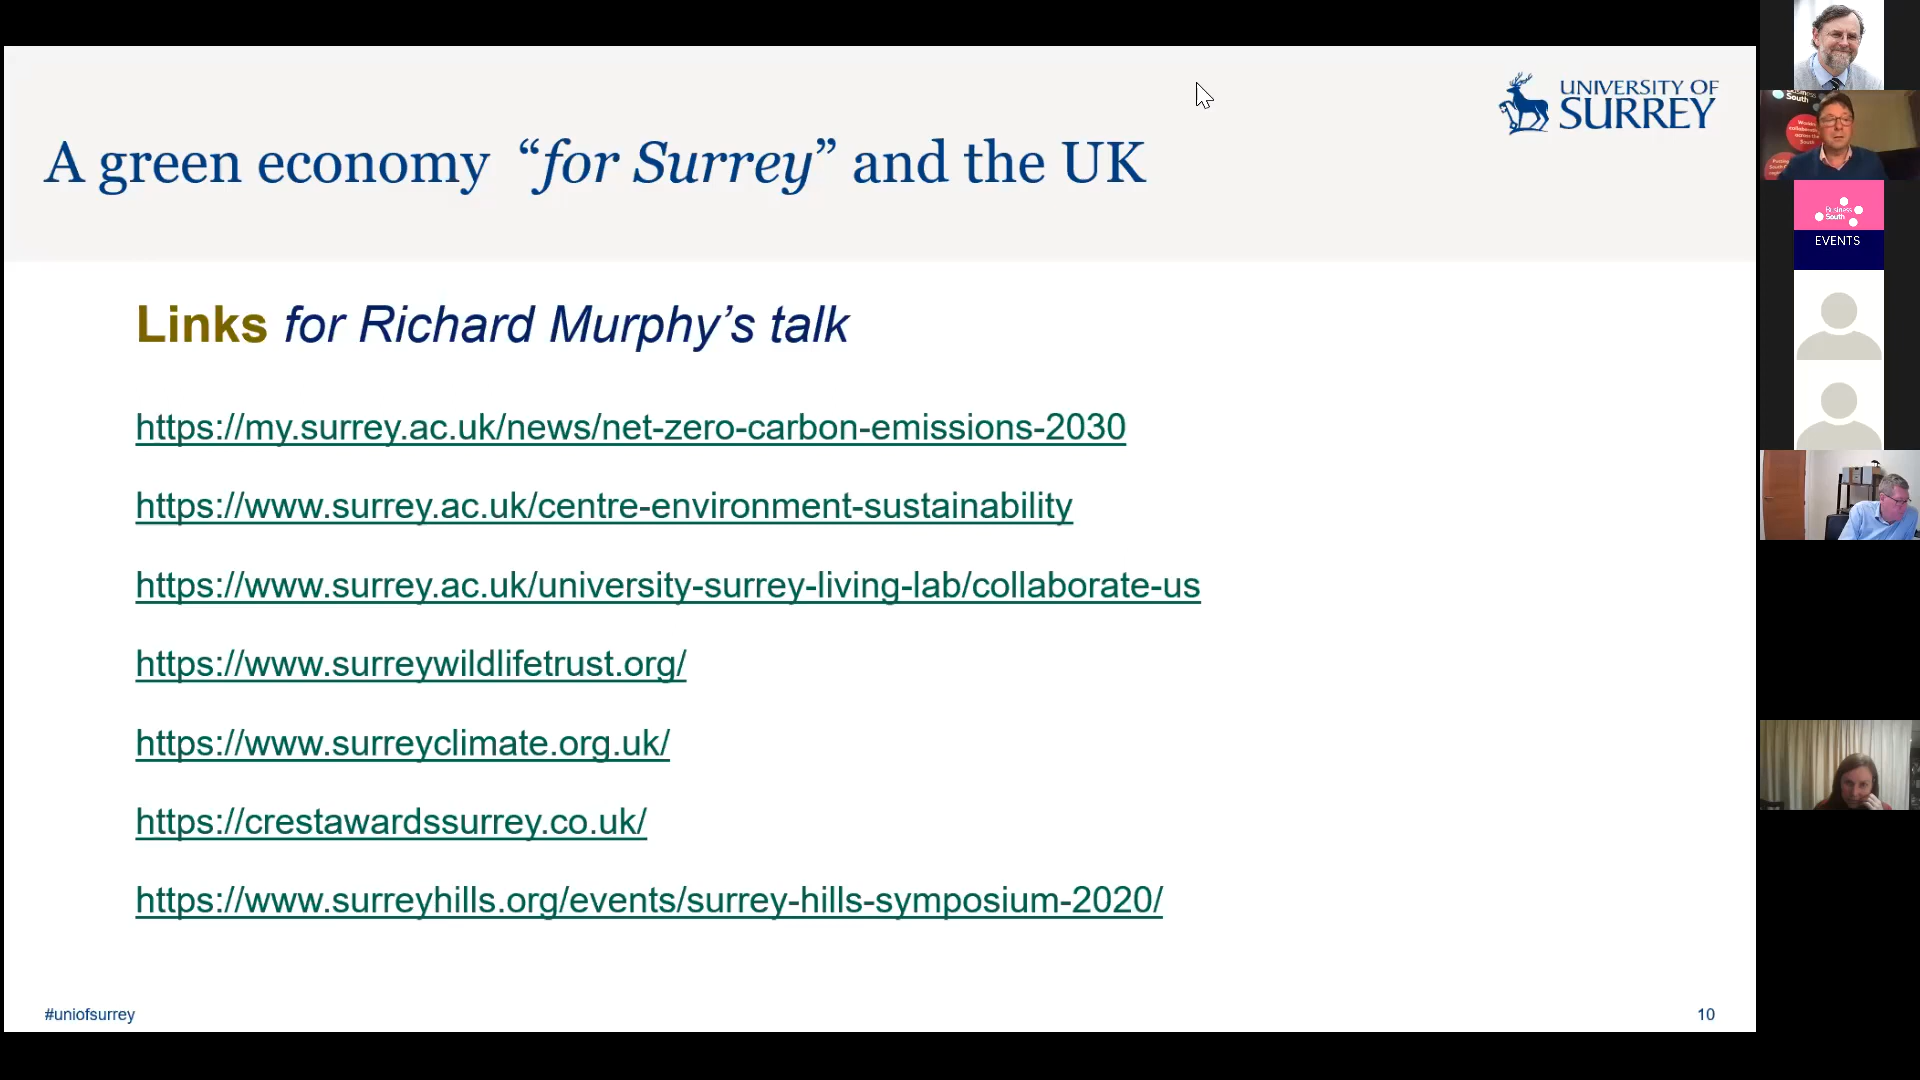 UNIVERSITY OF
SURREY
A green economy “for Surrey” and the UK
Links for Richard Murphy’s talk
https://my.surrey.ac.uk/news/net-zero-carbon-emissions-2030
https://www.surrey.ac.uk/centre-environment-sustainability
https://www.surrey.ac.uk/university-surrey-living-lab/collaborate-us
https://www.surreywildlifetrust.org/
https://www.surreyclimate.org.uk/
https://crestawardssurrey.co.uk/
https://www.surreyhills.org/events/surrey-hills-symposium-2020/
#uniofsurrey
10
South
Business
South
EVENTS